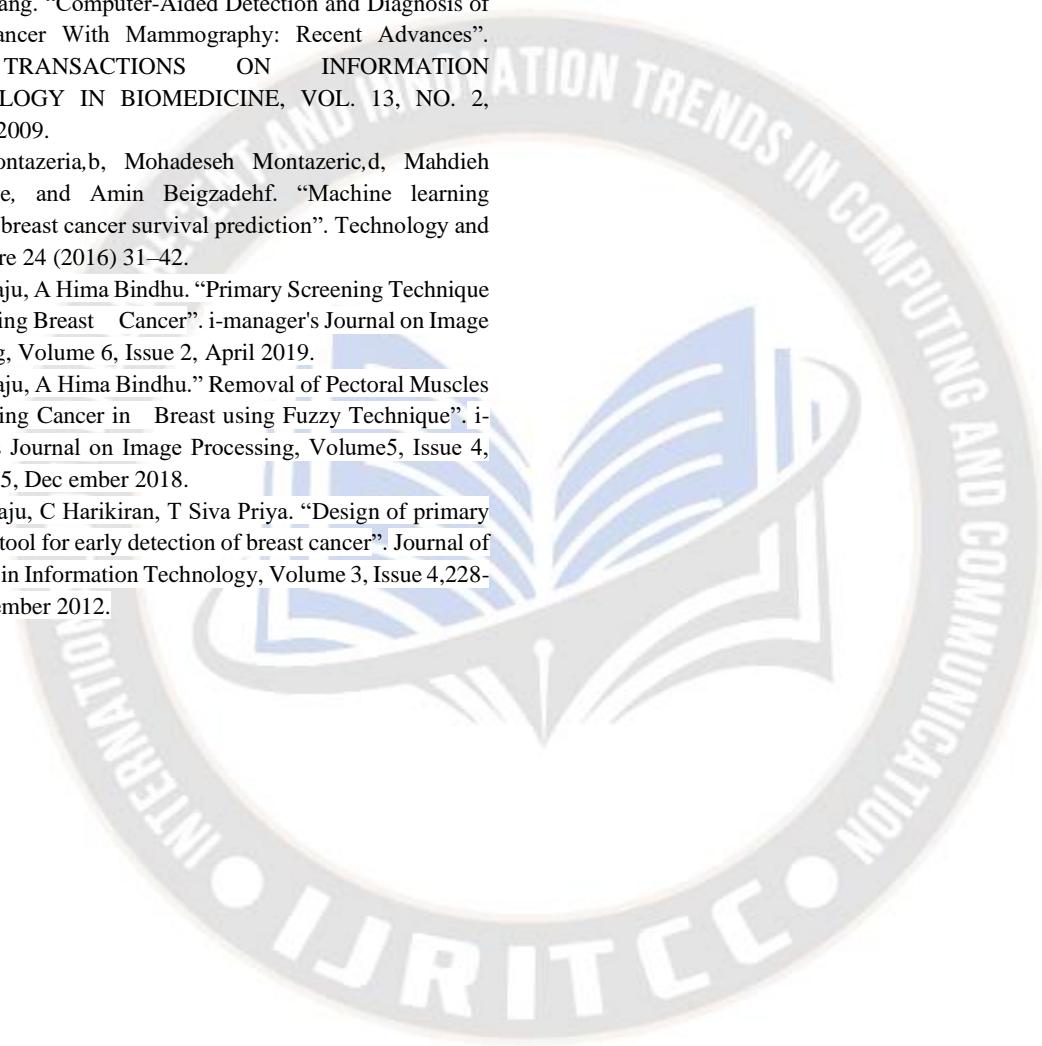 ang. “Computer-Aided Detection and Diagnosis of
ancer With Mammography: Recent Advances”.
TRANSACTIONS ON INFORMATION
LOGY IN BIOMEDICINE, VOL. 13, NO. 2,
2009.
ontazeria,b, Mohadeseh Montazeric,d, Mahdieh
e, and Amin Beigzadehf. “Machine learning
breast cancer survival prediction”. Technology and
re 24 (2016) 31–42.
aju, A Hima Bindhu. “Primary Screening Technique
ing Breast Cancer”. i-manager's Journal on Image
g, Volume 6, Issue 2, April 2019.
aju, A Hima Bindhu.” Removal of Pectoral Muscles
ing Cancer in Breast using Fuzzy Technique”. i-
s Journal on Image Processing, Volume5, Issue 4,
5, Dec ember 2018.
aju, C Harikiran, T Siva Priya. “Design of primary
tool for early detection of breast cancer”. Journal of
in Information Technology, Volume 3, Issue 4,228-
ember 2012.
INTERNATIO
ECENT AND INNOVATION TRENDS IN COMPUTING AND COMMUNICATION
IJRITCC